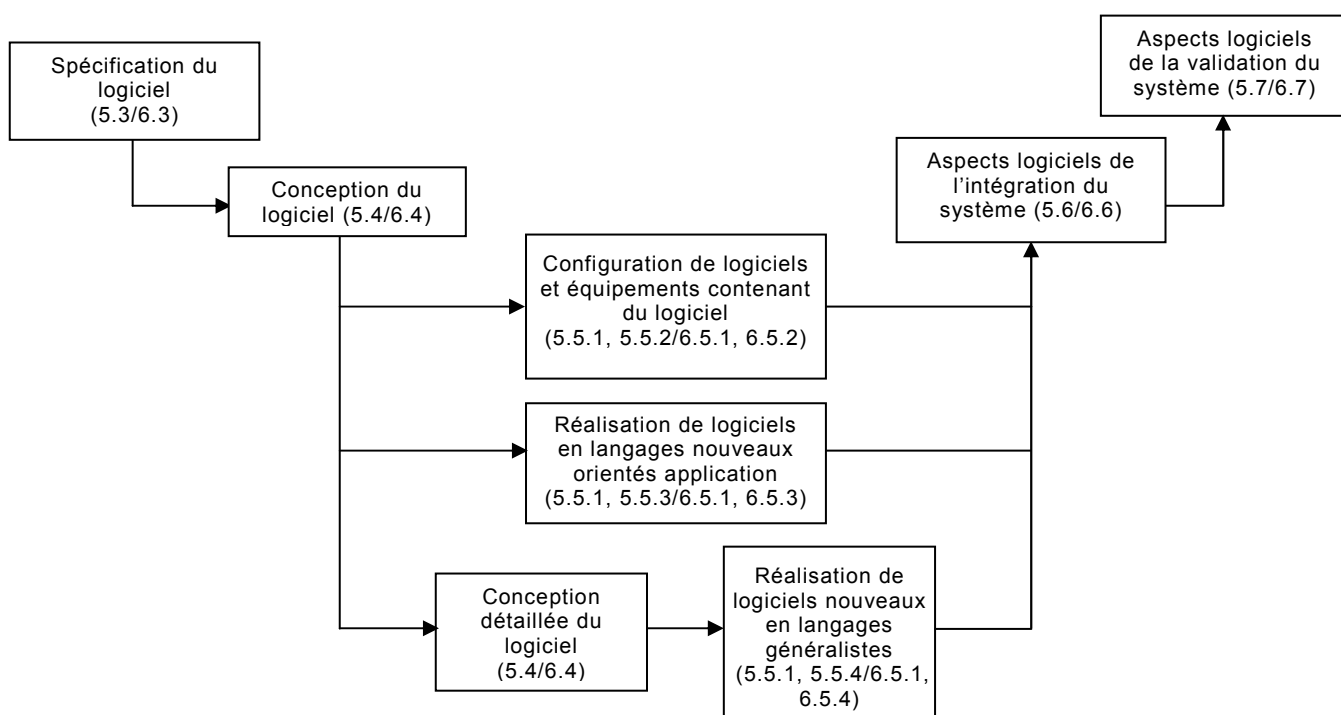 Spécification du
logiciel
(5.3/6.3)
Conception du
logiciel (5.4/6.4)
Configuration de logiciels
et équipements contenant
du logiciel
(5.5.1, 5.5.2/6.5.1, 6.5.2)
Réalisation de logiciels
en langages nouveaux
orientés application
(5.5.1, 5.5.3/6.5.1, 6.5.3)
Conception
détaillée du
logiciel
(5.4/6.4)
Réalisation de
logiciels nouveaux
en langages
généralistes
(5.5.1, 5.5.4/6.5.1,
6.5.4)
Aspects logiciels de
l’intégration du
système (5.6/6.6)
Aspects logiciels
de la validation du
système (5.7/6.7)